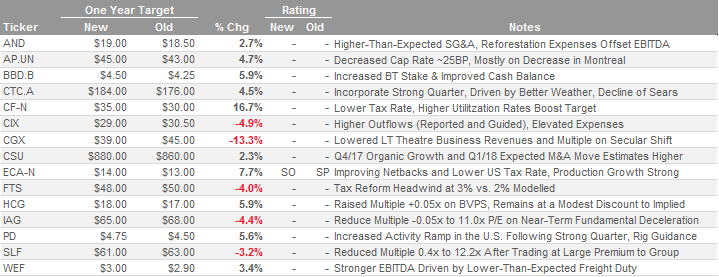 One Year Target Rating
Ticker New Old % Chg New Old Notes
AND $19.00 $18.50 2.7% - - Higher-Than-Expected SG&A, Reforestation Expenses Offset EBITDA
AP.UN $45.00 $43.00 4.7% - - Decreased Cap Rate ~25BP, Mostly on Decrease in Montreal
BBD.B $4.50 $4.25 5.9% - - Increased BT Stake & Improved Cash Balance
CTC.A $184.00 $176.00 4.5% - - Incorporate Strong Quarter, Driven by Better Weather, Decline of Sears
CF-N $35.00 $30.00 16.7% - - Lower Tax Rate, Higher Utilitzation Rates Boost Target
CIX $29.00 $30.50 -4.9% - - Higher Outflows (Reported and Guided), Elevated Expenses
CGX $39.00 $45.00 -13.3% - - Lowered LT Theatre Business Revenues and Multiple on Secular Shift
CSU $880.00 $860.00 2.3% - - Q4/17 Organic Growth and Q1/18 Expected M&A Move Estimates Higher
ECA-N $14.00 $13.00 7.7% SO SP Improving Netbacks and Lower US Tax Rate, Production Growth Strong
FTS $48.00 $50.00 -4.0% - - Tax Reform Headwind at 3% vs. 2% Modelled
HCG $18.00 $17.00 5.9% - - Raised Multiple +0.05x on BVPS, Remains at a Modest Discount to Implied
IAG $65.00 $68.00 -4.4% - - Reduce Multiple -0.05x to 11.0x P/E on Near-Term Fundamental Deceleration
PD $4.75 $4.50 5.6% - - Increased Activity Ramp in the U.S. Following Strong Quarter, Rig Guidance
SLF $61.00 $63.00 -3.2% - - Reduced Multiple 0.4x to 12.2x After Trading at Large Premium to Group
WEF $3.00 $2.90 3.4% - - Stronger EBITDA Driven by Lower-Than-Expected Freight Duty